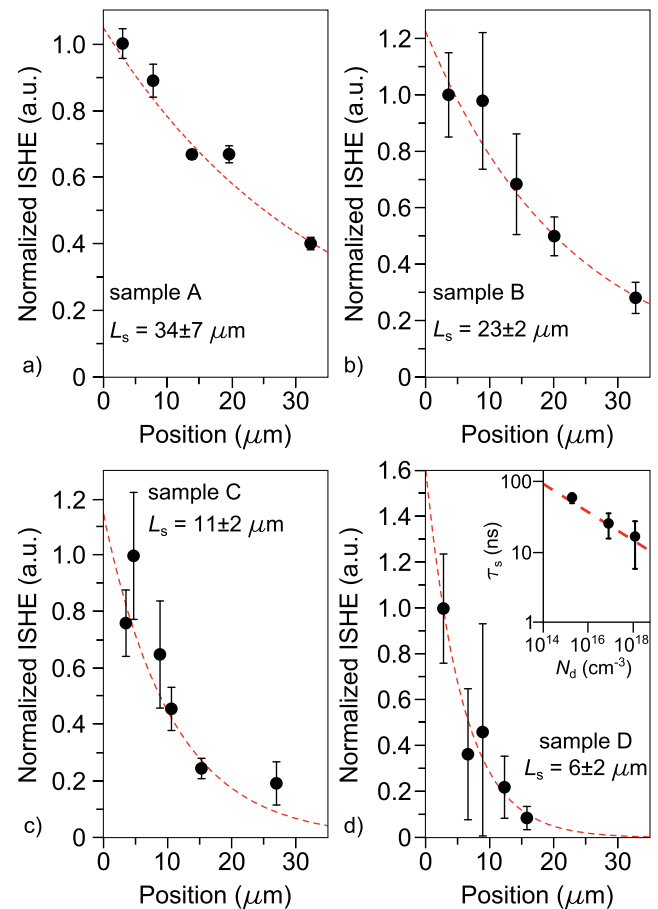 1.0
0.8
0.6
0.4
0.2
0
Normalized ISHE (a.u.)
sample A
Ls = 34±7 μm
a)
0 10 20 30
Position (μm)
1.2
1.0
0.8
0.6
0.4
0.2
0
Normalized ISHE (a.u.)
sample B
Ls = 23±2 μm
b)
0 10 20 30
Position (μm)
1.2
1.0
0.8
0.6
0.4
0.2
0
Normalized ISHE (a.u.)
sample C
Ls = 11±2 μm
c)
0 10 20 30
Position (μm)
1.6
1.4
1.2
1.0
0.8
0.6
0.4
0.2
0
Normalized ISHE (a.u.)
100
10
1
τs (ns)
10^14 10^16 10^18
Nd (cm-3)
sample D
Ls = 6±2 μm
d)
0 10 20 30
Position (μm)